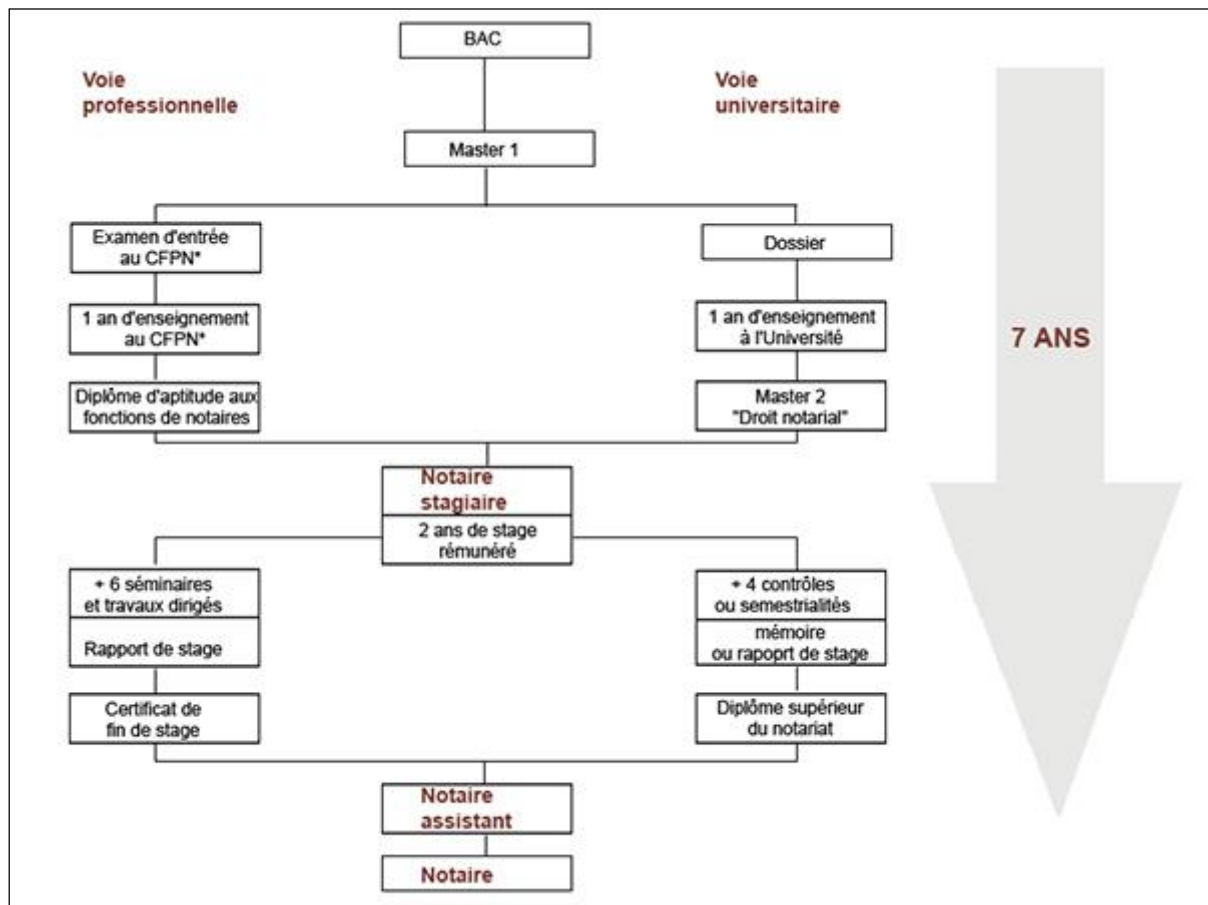 BAC
Voie
professionnelle
Voie
universitaire
Master 1
Examen d'entrée
au CFPN*
Dossier
1 an d'enseignement
au CFPN*
1 an d'enseignement
à l'Université
7 ANS
Diplôme d'aptitude aux
fonctions de notaires
Master 2
"Droit notarial"
Notaire
stagiaire
2 ans de stage
rémunéré
+ 6 séminaires
et travaux dirigés
+ 4 contrôles
ou semestrialités
Rapport de stage
mémoire
ou rapoprt de stage
Certificat de
fin de stage
Diplôme supérieur
du notariat
Notaire
assistant
Notaire